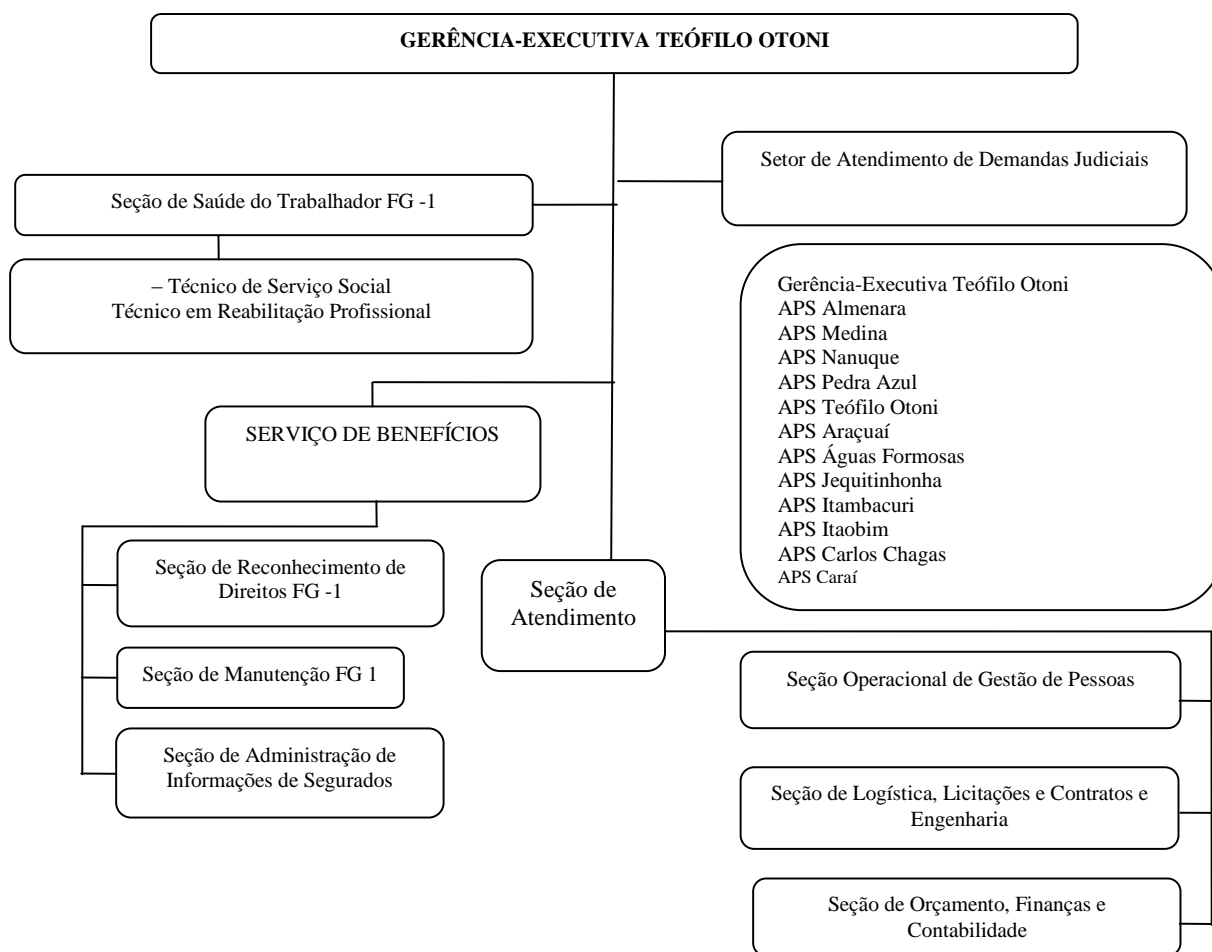 GERÊNCIA-EXECUTIVA TEÓFILO OTONI
Setor de Atendimento de Demandas Judiciais
Seção de Saúde do Trabalhador FG -1
– Técnico de Serviço Social
Técnico em Reabilitação Profissional
Gerência-Executiva Teófilo Otoni
APS Almenara
APS Medina
APS Nanuque
APS Pedra Azul
APS Teófilo Otoni
APS Araçuaí
APS Águas Formosas
APS Jequitinhonha
APS Itambacuri
APS Itaobim
APS Carlos Chagas
APS Caraí
SERVIÇO DE BENEFÍCIOS
Seção de Reconhecimento de
Direitos FG -1
Seção de Manutenção FG 1
Seção de Administração de
Informações de Segurados
Seção de
Atendimento
Seção Operacional de Gestão de Pessoas
Seção de Logística, Licitações e Contratos e
Engenharia
Seção de Orçamento, Finanças e
Contabilidade